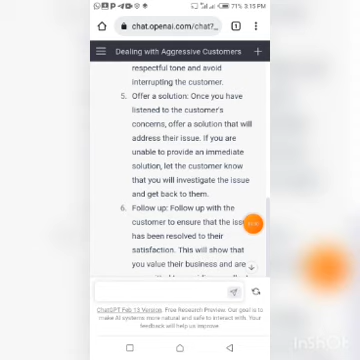 71% 3:15 PM
chat.openai.com/chat?_
1
Dealing with Aggressive Customers
respectful tone and avoid
interrupting the customer.
5. Offer a solution: Once you have
listened to the customer's
concerns, offer a solution that will
address their issue. If you are
unable to provide an immediate
solution, let the customer know
that you will investigate the issue
and get back to them.
6. Follow up: Follow up with the
customer to ensure that the issu
has been resolved to their
satisfaction. This will show that
you value their business and are
ChatGPT Feb 13 Version. Free Research Preview. Our goal is to
make AI systems more natural and safe to interact with. Your
feedback will help us improve
InShot